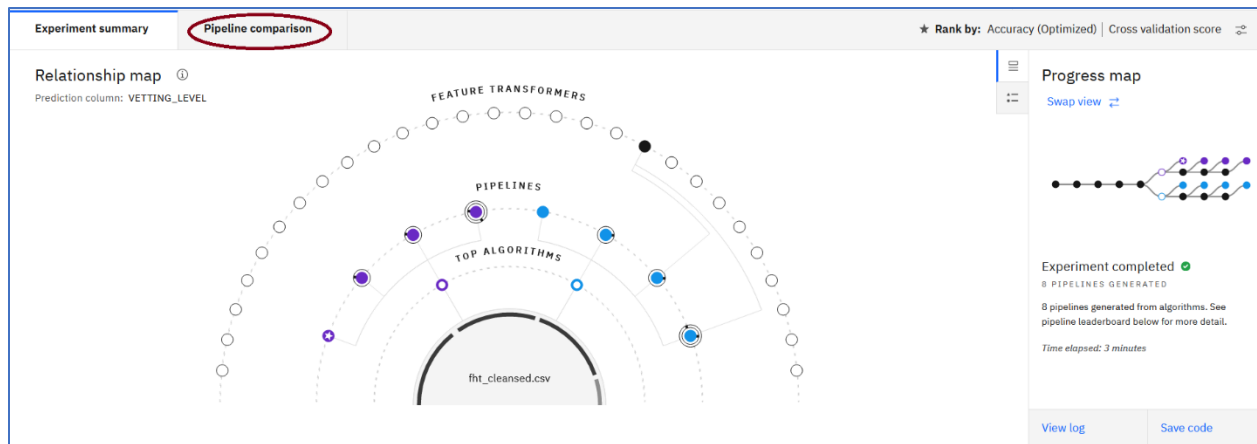 Experiment summary
Pipeline comparison
★ Rank by: Accuracy (Optimized) | Cross validation score
Relationship map
Prediction column: VETTING_LEVEL
FEATURE TRANSFORMERS
PIPELINES
TOP ALGORITHMS
fht_cleansed.csv
Progress map
Swap view
Experiment completed
8 PIPELINES GENERATED
8 pipelines generated from algorithms. See
pipeline leaderboard below for more detail.
Time elapsed: 3 minutes
View log
Save code